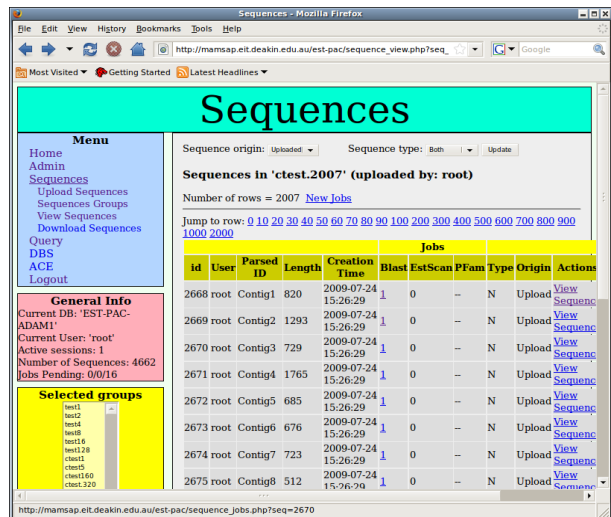 Sequences - Mozilla Firefox
File Edit View History Bookmarks Tools Help
http://mamsap.eit.deakin.edu.au/est-pac/sequence_view.php?seq_
G Google
Most Visited Getting Started Latest Headlines
Sequences
Menu
Home
Admin
Sequences
Upload Sequences
Sequences Groups
View Sequences
Download Sequences
Query
DBS
ACE
Logout
General Info
Current DB: 'EST-PAC-
ADAM1'
Current User: 'root'
Active sessions: 1
Number of Sequences: 4662
Jobs Pending: 0/0/16
Selected groups
test1
test2
test4
test8
test16
test128
ctest1
ctest5
ctest160
ctest.320
Sequence origin: Uploaded Sequence type: Both Update
Sequences in 'ctest.2007' (uploaded by: root)
Number of rows = 2007 New Jobs
Jump to row: 0 10 20 30 40 50 60 70 80 90 100 200 300 400 500 600 700 800 900
1000 2000
Jobs
id User Parsed ID Length Creation Time Blast EstScan PFam Type Origin Actions
2668 root Contig1 820 2009-07-24 15:26:29 1 0 -- N Upload View Sequenc
2669 root Contig2 1293 2009-07-24 15:26:29 1 0 -- N Upload View Sequenc
2670 root Contig3 729 2009-07-24 15:26:29 1 0 -- N Upload View Sequenc
2671 root Contig4 1765 2009-07-24 15:26:29 1 0 -- N Upload View Sequenc
2672 root Contig5 685 2009-07-24 15:26:29 1 0 -- N Upload View Sequenc
2673 root Contig6 676 2009-07-24 15:26:29 1 0 -- N Upload View Sequenc
2674 root Contig7 723 2009-07-24 15:26:29 1 0 -- N Upload View Sequenc
2675 root Contig8 512 2009-07-24 15:26:29 1 0 -- N Upload View Sequenc
http://mamsap.eit.deakin.edu.au/est-pac/sequence_jobs.php?seq=2670